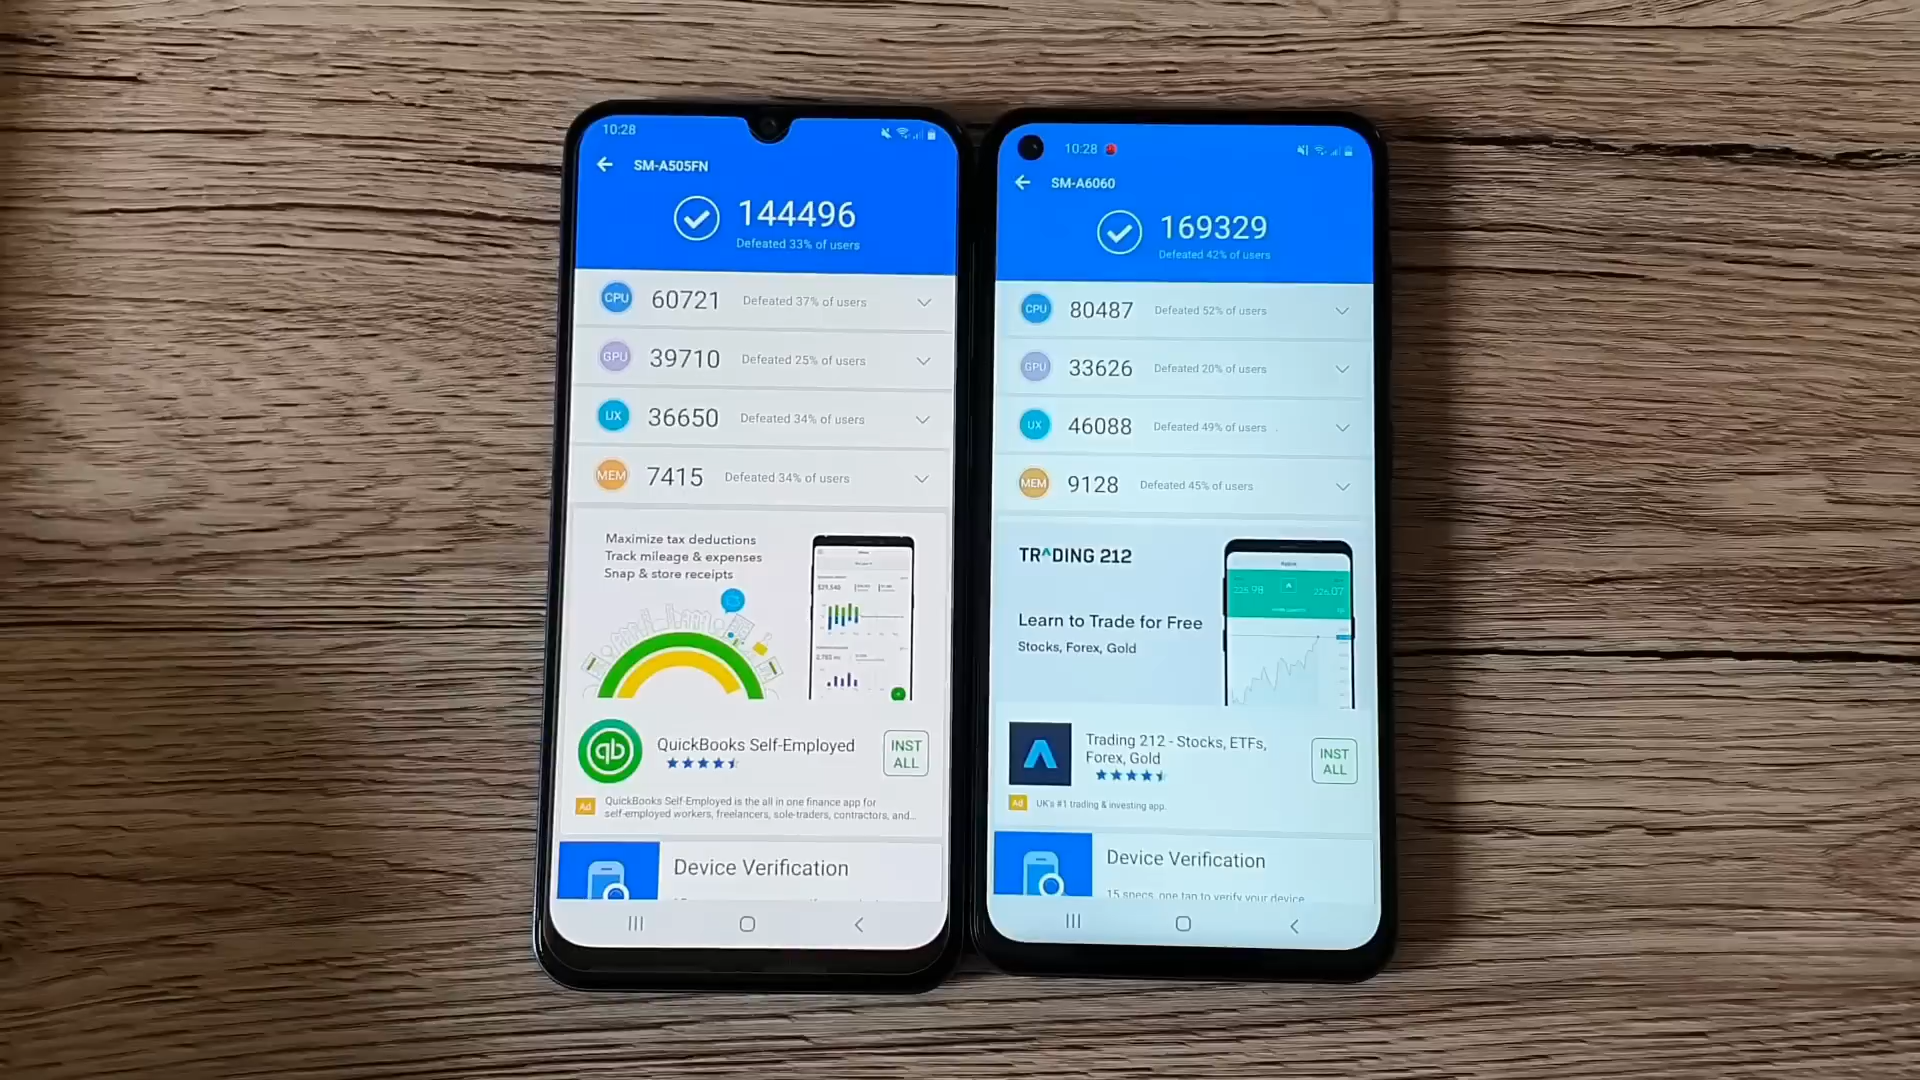 10:28
SM-A505FN
144496
Defeated 33% of users
CPU 60721 Defeated 37% of users
GPU 39710 Defeated 25% of users
UX 36650 Defeated 34% of users
MEM 7415 Defeated 34% of users
Maximize tax deductions
Track mileage & expenses
Snap & store receipts
qb
QuickBooks Self-Employed
INST
ALL
Ad
QuickBooks Self-Employed is the all in one finance app for
self-employed workers, freelancers, sole-traders, contractors, and...
Device Verification
10:28
SM-A6060
169329
Defeated 42% of users
CPU 80487 Defeated 52% of users
GPU 33626 Defeated 20% of users
UX 46088 Defeated 49% of users
MEM 9128 Defeated 45% of users
TRADING 212
225.98 226.07
Learn to Trade for Free
Stocks, Forex, Gold
Trading 212 - Stocks, ETFs,
Forex, Gold
INST
ALL
Ad
UK's #1 trading & investing app.
Device Verification
15 specs, one tap to verify your device